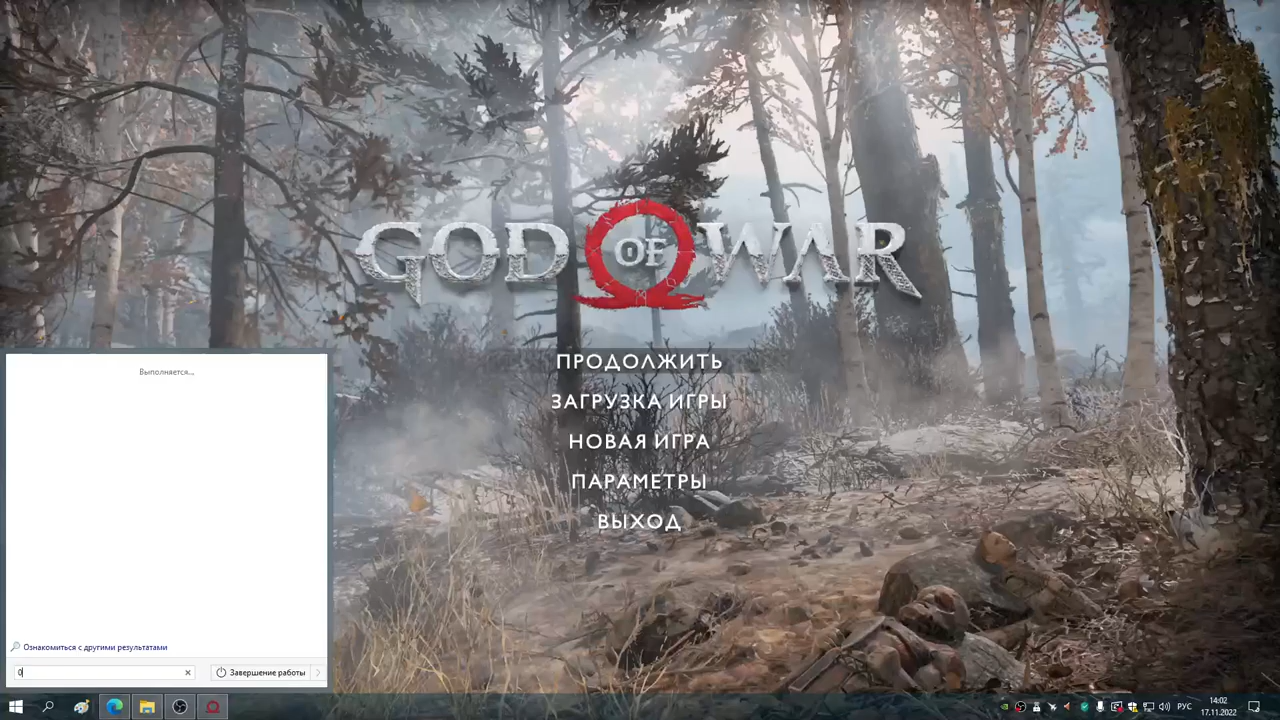 GOD OF WAR
ПРОДОЛЖИТЬ
ЗАГРУЗКА ИГРЫ
НОВАЯ ИГРА
ПАРАМЕТРЫ
ВЫХОД
Выполняется...
Ознакомиться с другими результатами
0
Завершение работы
РУС
14:02
17.11.2022